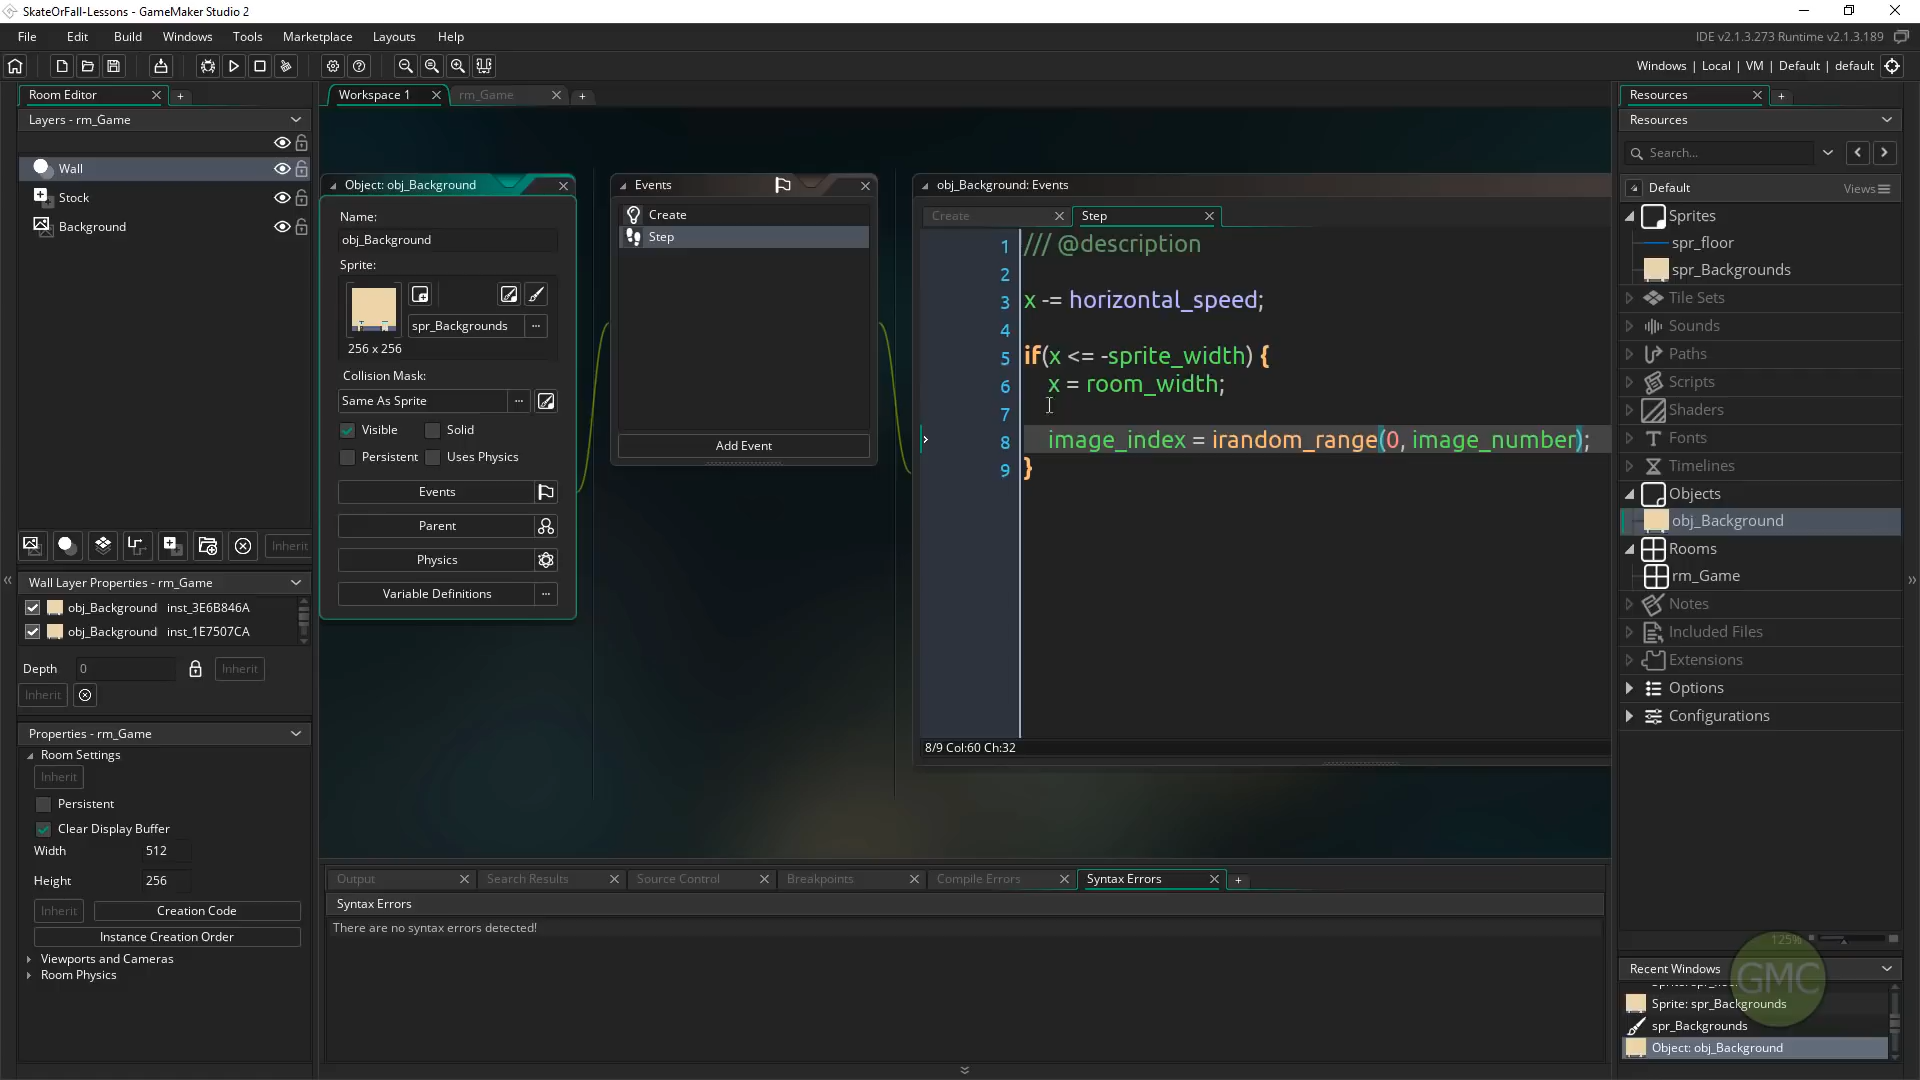 SkateOrFall-Lessons - GameMaker Studio 2
File Edit Build Windows Tools Marketplace Layouts Help
IDE v2.1.3.273 Runtime v2.1.3.189
Windows | Local | VM | Default | default
Room Editor
Layers - rm_Game
Wall
Stock
Background
Inherit
Wall Layer Properties - rm_Game
obj_Background inst_3E6B846A
obj_Background inst_1E7507CA
Depth 0 Inherit
Inherit
Properties - rm_Game
Room Settings
Inherit
Persistent
Clear Display Buffer
Width 512
Height 256
Inherit Creation Code
Instance Creation Order
Viewports and Cameras
Room Physics
Workspace 1
rm_Game
Object: obj_Background
Name:
obj_Background
Sprite:
spr_Backgrounds
256 x 256
Collision Mask:
Same As Sprite
Visible Solid
Persistent Uses Physics
Events
Parent
Physics
Variable Definitions
Events
Create
Step
Add Event
obj_Background: Events
Create Step
1 /// @description
2
3 x -= horizontal_speed;
4
5 if(x <= -sprite_width) {
6 x = room_width;
7
8 image_index = irandom_range(0, image_number);
9 }
8/9 Col:60 Ch:32
Output Search Results Source Control Breakpoints Compile Errors Syntax Errors
Syntax Errors
There are no syntax errors detected!
Resources
Resources
Search...
Default Views
Sprites
spr_floor
spr_Backgrounds
Tile Sets
Sounds
Paths
Scripts
Shaders
Fonts
Timelines
Objects
obj_Background
Rooms
rm_Game
Notes
Included Files
Extensions
Options
Configurations
125%
Recent Windows
Sprite: spr_Backgrounds
spr_Backgrounds
Object: obj_Background
GMC